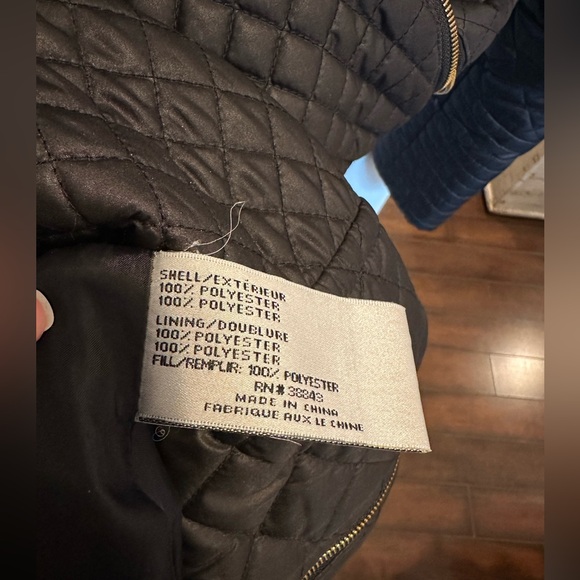 SHELL/EXTÉRIEUR
100% POLYESTER
100% POLYESTER
LINING/DOUBLURE
100% POLYESTER
100% POLYESTER
FILL/REMPLIR: 100% POLYESTER
RN# 38843
MADE IN CHINA
FABRIQUE AUX LE CHINE